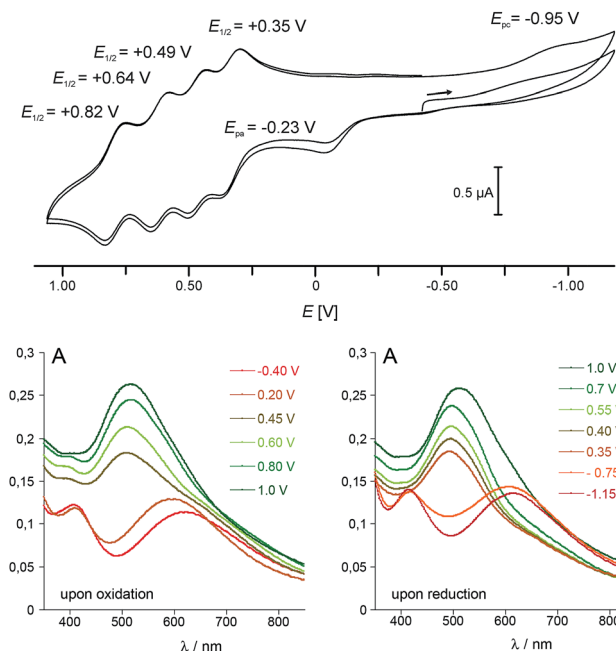 E1/2 = +0.35 V
Epc = -0.95 V
E1/2 = +0.49 V
E1/2 = +0.64 V
E1/2 = +0.82 V
Epa = -0.23 V
0.5 µA
1.00 0.50 0 -0.50 -1.00
E [V]
0,3 A
0,25
0,2
0,15
0,1
0,05
0
-0.40 V
0.20 V
0.45 V
0.60 V
0.80 V
1.0 V
upon oxidation
400 500 600 700 800
λ / nm
0,3 A
0,25
0,2
0,15
0,1
0,05
0
1.0 V
0.7 V
0.55
0.40
0.35
- 0.75
-1.15
upon reduction
400 500 600 700 800
λ / nm